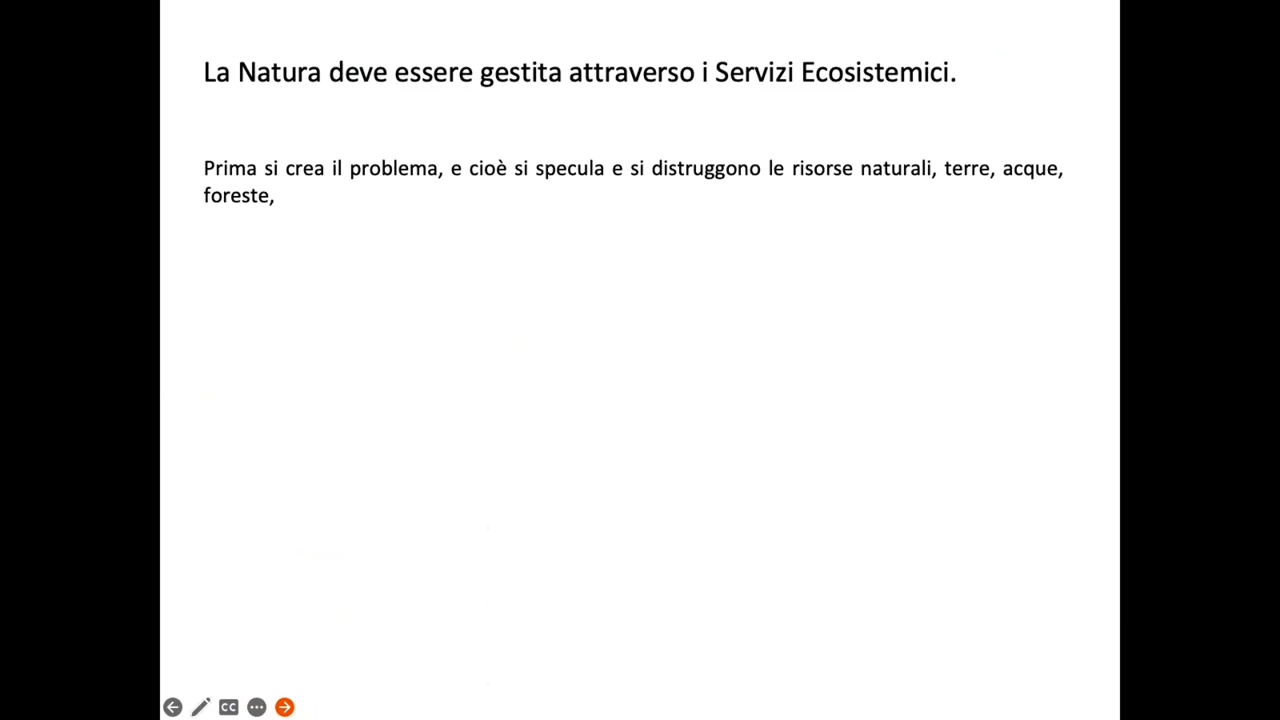 La Natura deve essere gestita attraverso i Servizi Ecosistemici.
Prima si crea il problema, e cioè si specula e si distruggono le risorse naturali, terre, acque,
foreste,
CC